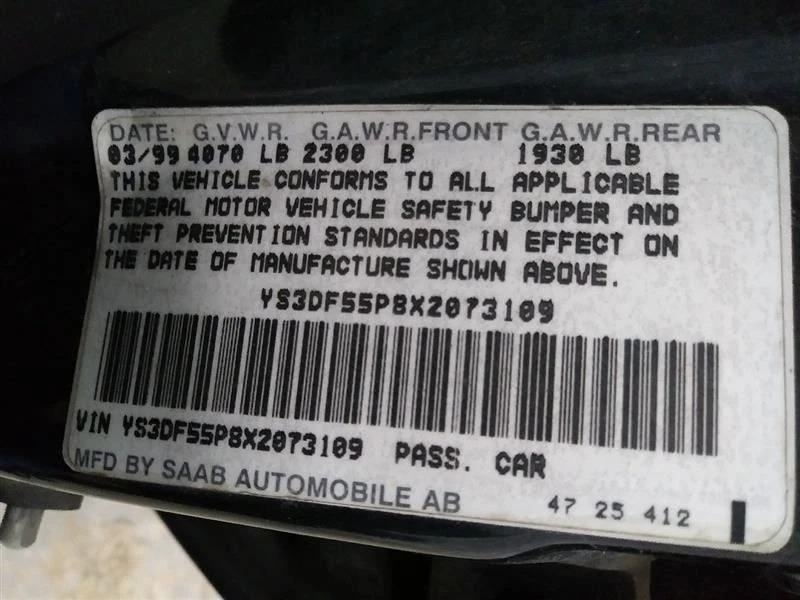 DATE: G.V.W.R. G.A.W.R.FRONT G.A.W.R.REAR
03/99 4070 LB 2300 LB 1930 LB
THIS VEHICLE CONFORMS TO ALL APPLICABLE
FEDERAL MOTOR VEHICLE SAFETY BUMPER AND
THEFT PREVENTION STANDARDS IN EFFECT ON
THE DATE OF MANUFACTURE SHOWN ABOVE.
YS3DF55P8X2073109
VIN YS3DF55P8X2073109 PASS. CAR
MFD BY SAAB AUTOMOBILE AB 47 25 412